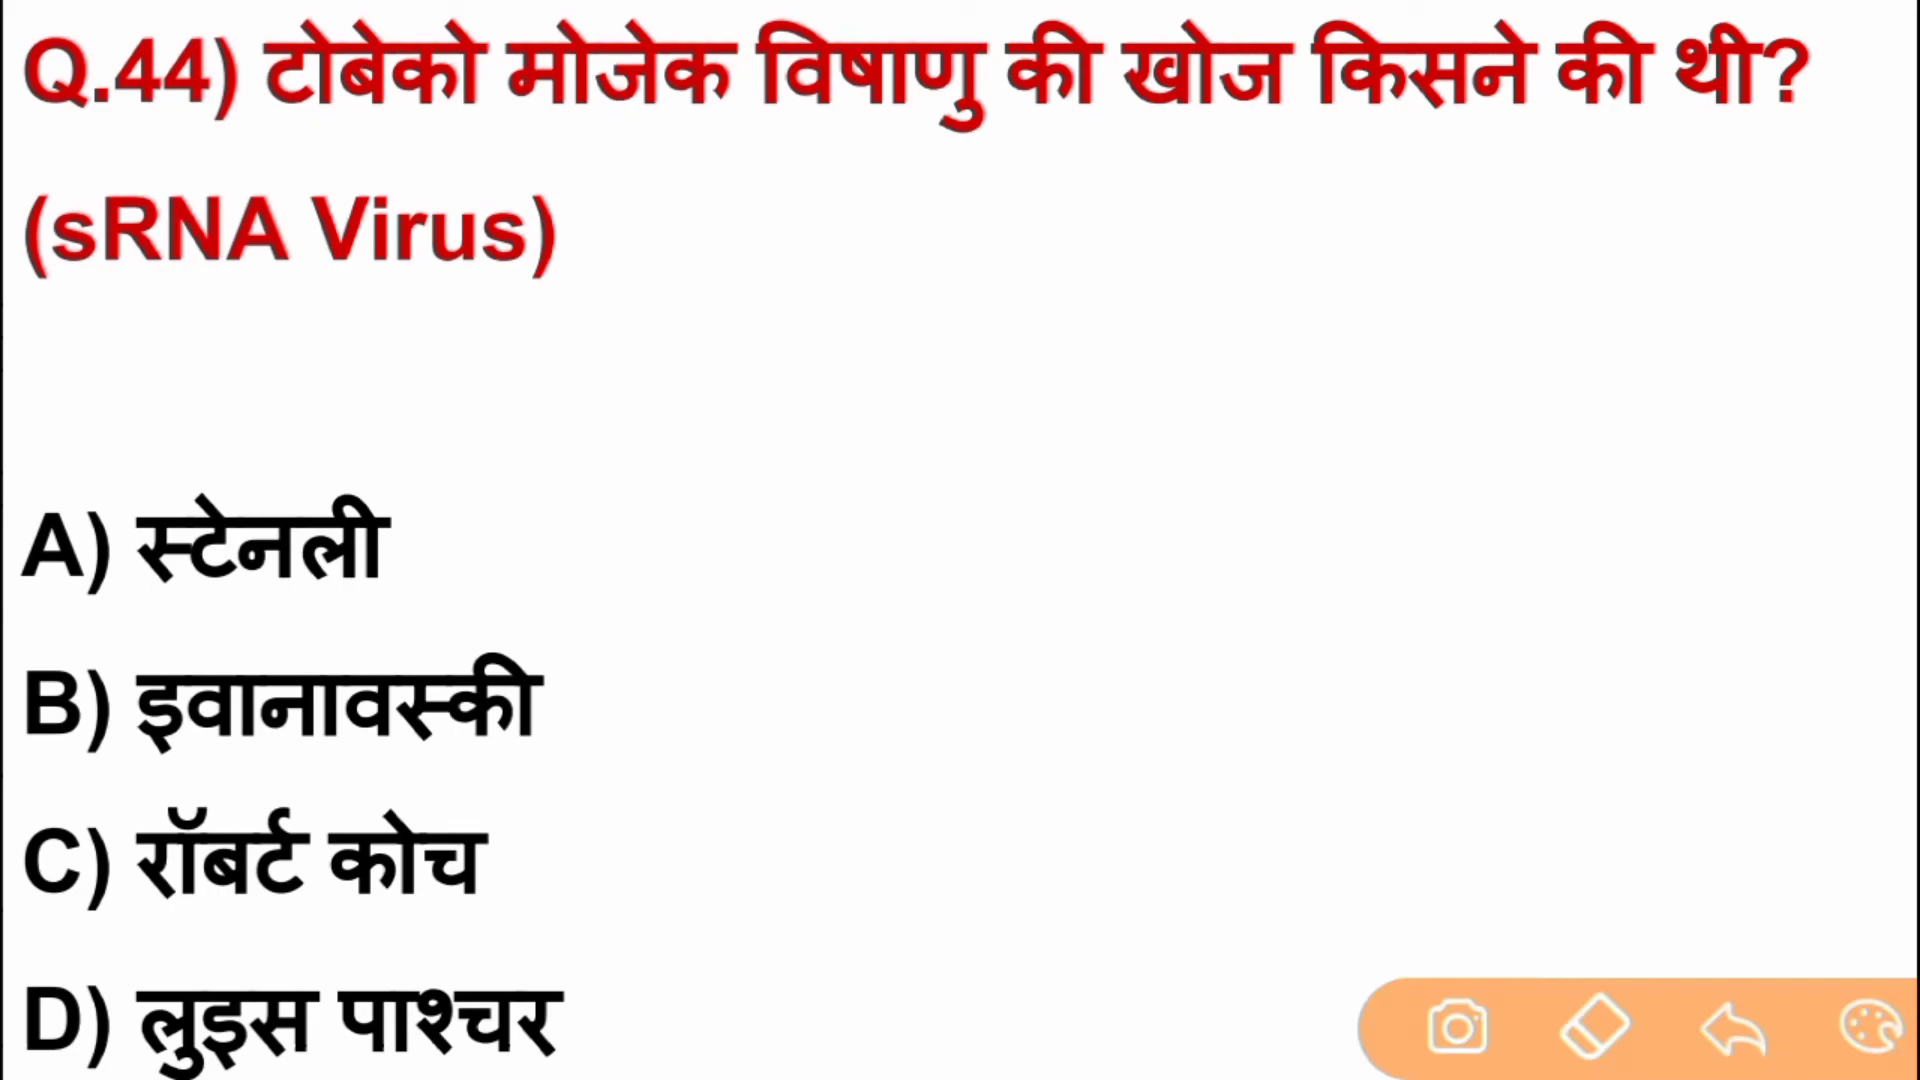 Q.44) टोबेको मोजेक विषाणु की खोज किसने की थी?
(sRNA Virus)
A) स्टेनली
B) इवानावस्की
C) रॉबर्ट कोच
D) लुइस पाश्चर